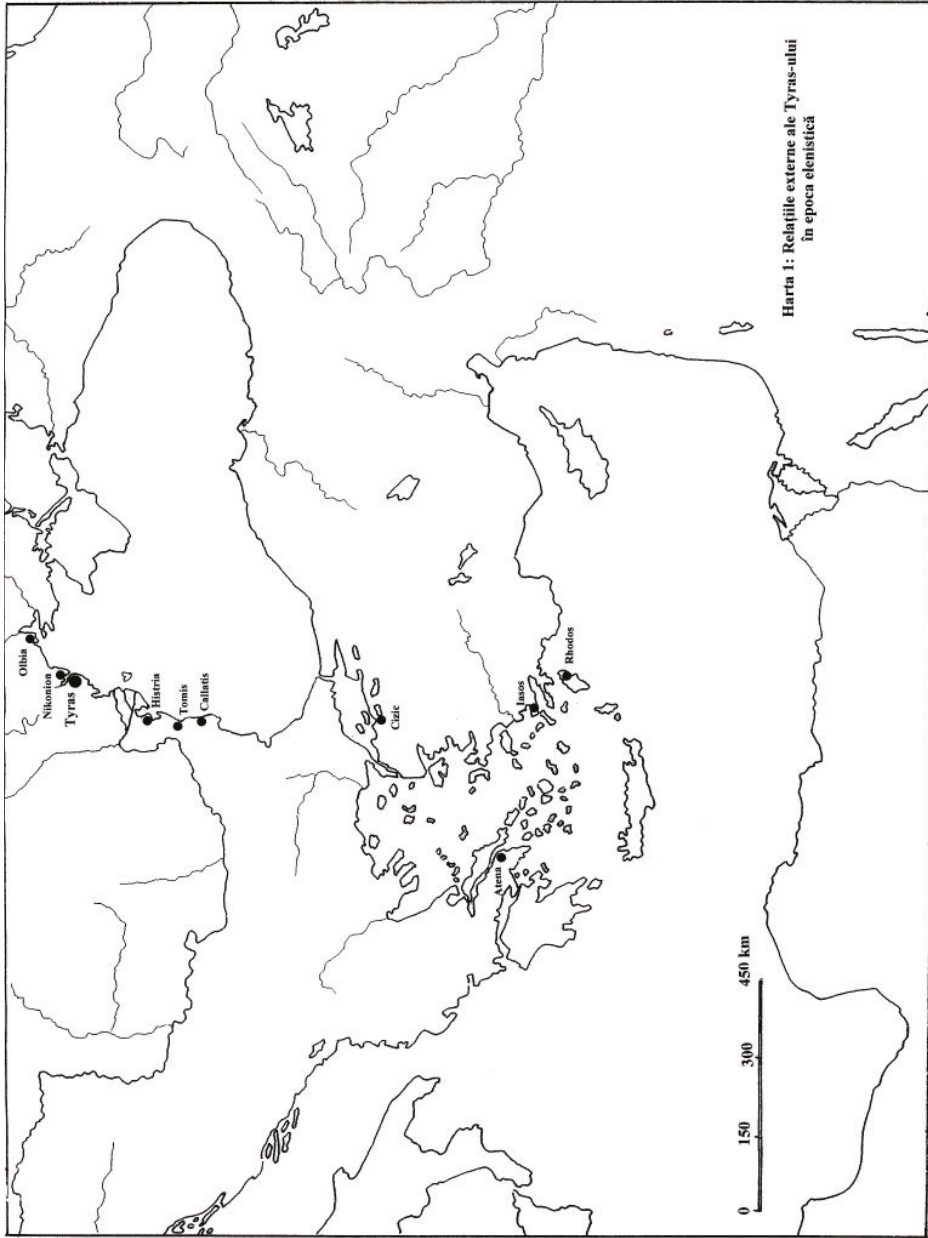 Olbia
Nikonion
Tyras
Histria
Tomis
Callatis
Cizic
Iasos
Rhodos
Atena
0 150 300 450 km
Harta 1: Relațiile externe ale Tyras-ului
în epoca elenistică